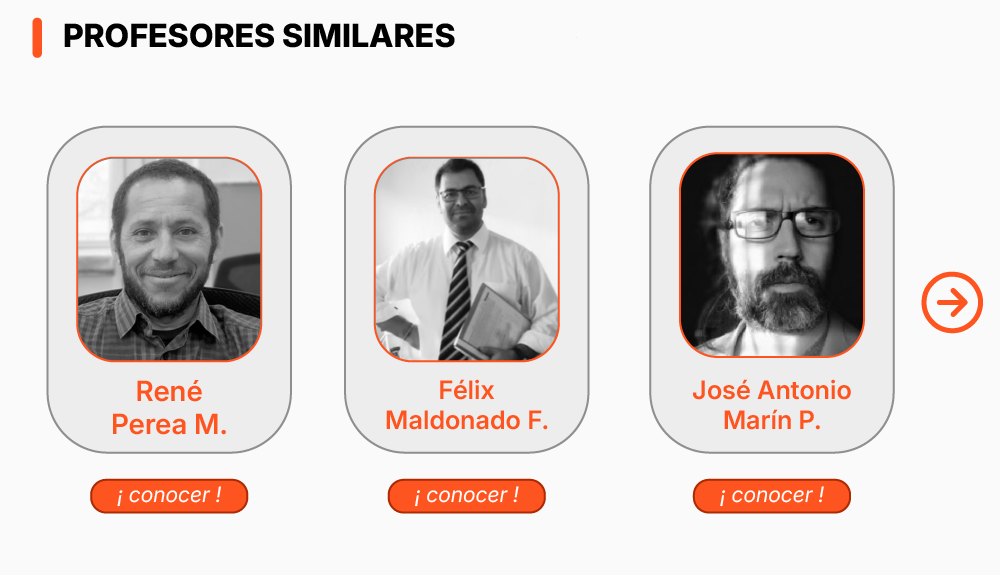 PROFESORES SIMILARES
René
Perea M.
Félix
Maldonado F.
José Antonio
Marín P.
¡ conocer !
¡ conocer !
¡ conocer !